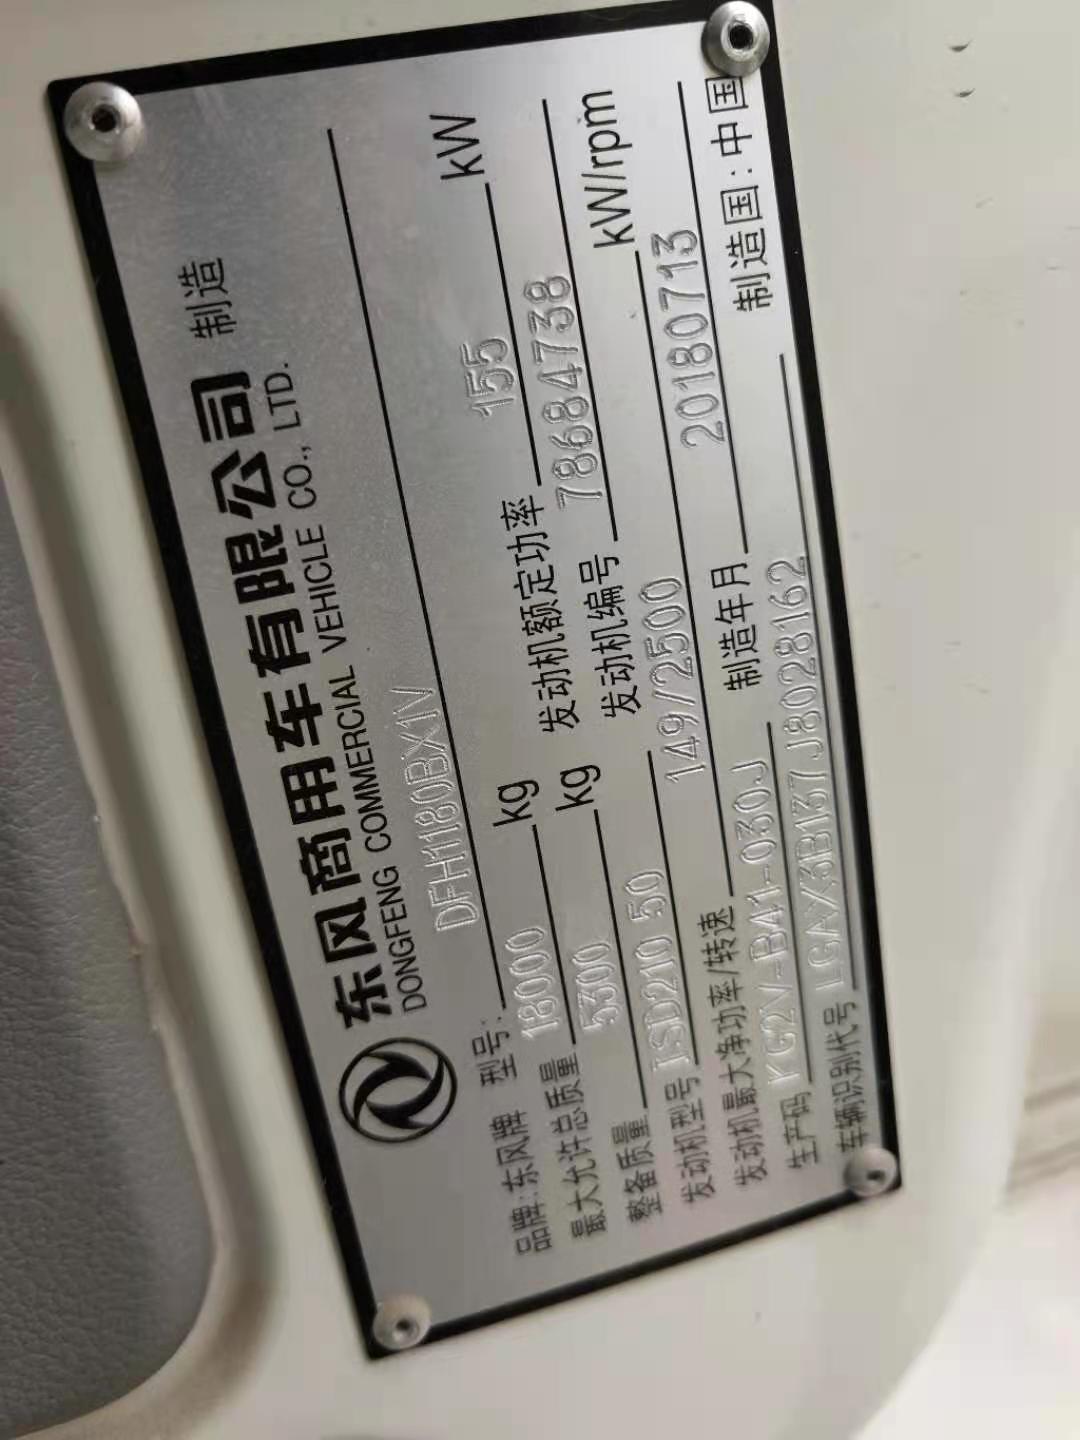 东风商用车有限公司 制造
DONGFENG COMMERCIAL VEHICLE CO., LTD.
品牌:东风牌 型号: DFH1180BX1V
最大允许总质量 18000 kg 发动机额定功率 155 kW
整备质量 5300 kg 发动机编号 78684738
发动机型号 ISD210 50
发动机最大净功率/转速 149/2500 kW/rpm
生产码 KG2V-B41-030J 制造年月 20180713
车辆识别代号 LGAX3B137J8028162 制造国:中国